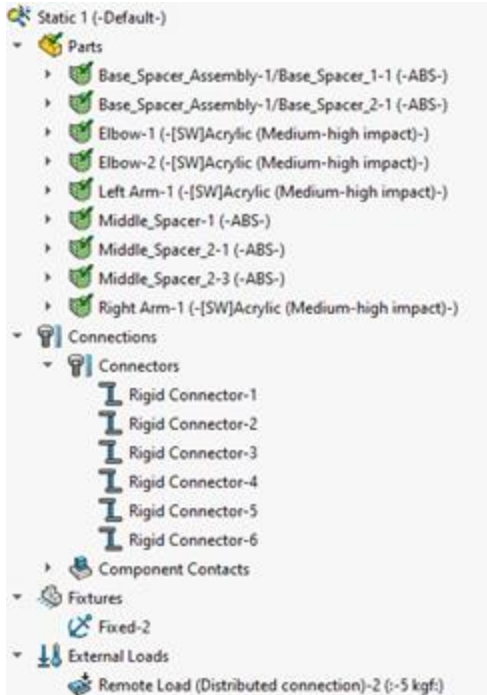 Static 1 (-Default-)
Parts
Base_Spacer_Assembly-1/Base_Spacer_1-1 (-ABS-)
Base_Spacer_Assembly-1/Base_Spacer_2-1 (-ABS-)
Elbow-1 (-[SW]Acrylic (Medium-high impact)-)
Elbow-2 (-[SW]Acrylic (Medium-high impact)-)
Left Arm-1 (-[SW]Acrylic (Medium-high impact)-)
Middle_Spacer-1 (-ABS-)
Middle_Spacer_2-1 (-ABS-)
Middle_Spacer_2-3 (-ABS-)
Right Arm-1 (-[SW]Acrylic (Medium-high impact)-)
Connections
Connectors
Rigid Connector-1
Rigid Connector-2
Rigid Connector-3
Rigid Connector-4
Rigid Connector-5
Rigid Connector-6
Component Contacts
Fixtures
Fixed-2
External Loads
Remote Load (Distributed connection)-2 (:-5 kgf:)